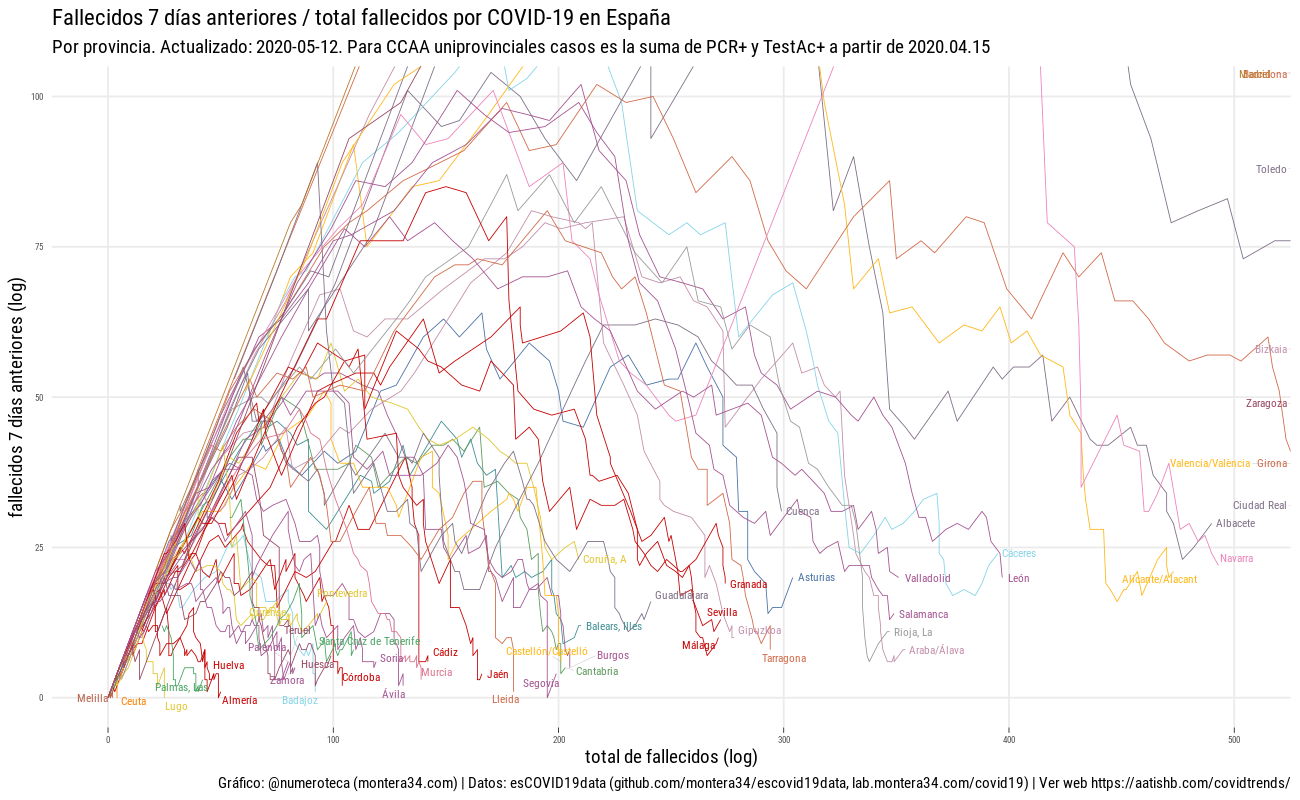 Fallecidos 7 días anteriores / total fallecidos por COVID-19 en España
Por provincia. Actualizado: 2020-05-12. Para CCAA uniprovinciales casos es la suma de PCR+ y TestAc+ a partir de 2020.04.15
fallecidos 7 días anteriores (log)
100
75
50
25
0
Barcelona
Toledo
Bizkaia
Zaragoza
Valencia/València
Girona
Ciudad Real
Cuenca
Albacete
Coruña, A
Cáceres
Navarra
Granada
Asturias
Valladolid
León
Alicante/Alacant
Pontevedra
Guadalajara
Ourense
Sevilla
Salamanca
Teruel
Balears, Illes
Gipuzkoa
Rioja, La
Santa Cruz de Tenerife
Palencia
Málaga
Castellón/Castelló
Cádiz
Burgos
Araba/Álava
Soria
Tarragona
Huelva
Huesca
Murcia
Jaén
Cantabria
Zamora
Córdoba
Segovia
Palmas, Las
Ávila
Melilla
Ceuta
Lugo
Almería
Badajoz
Lleida
0
100
200
300
400
500
total de fallecidos (log)
Gráfico: @numeroteca (montera34.com) | Datos: esCOVID19data (github.com/montera34/escovid19data, lab.montera34.com/covid19) | Ver web https://aatishb.com/covidtrends/